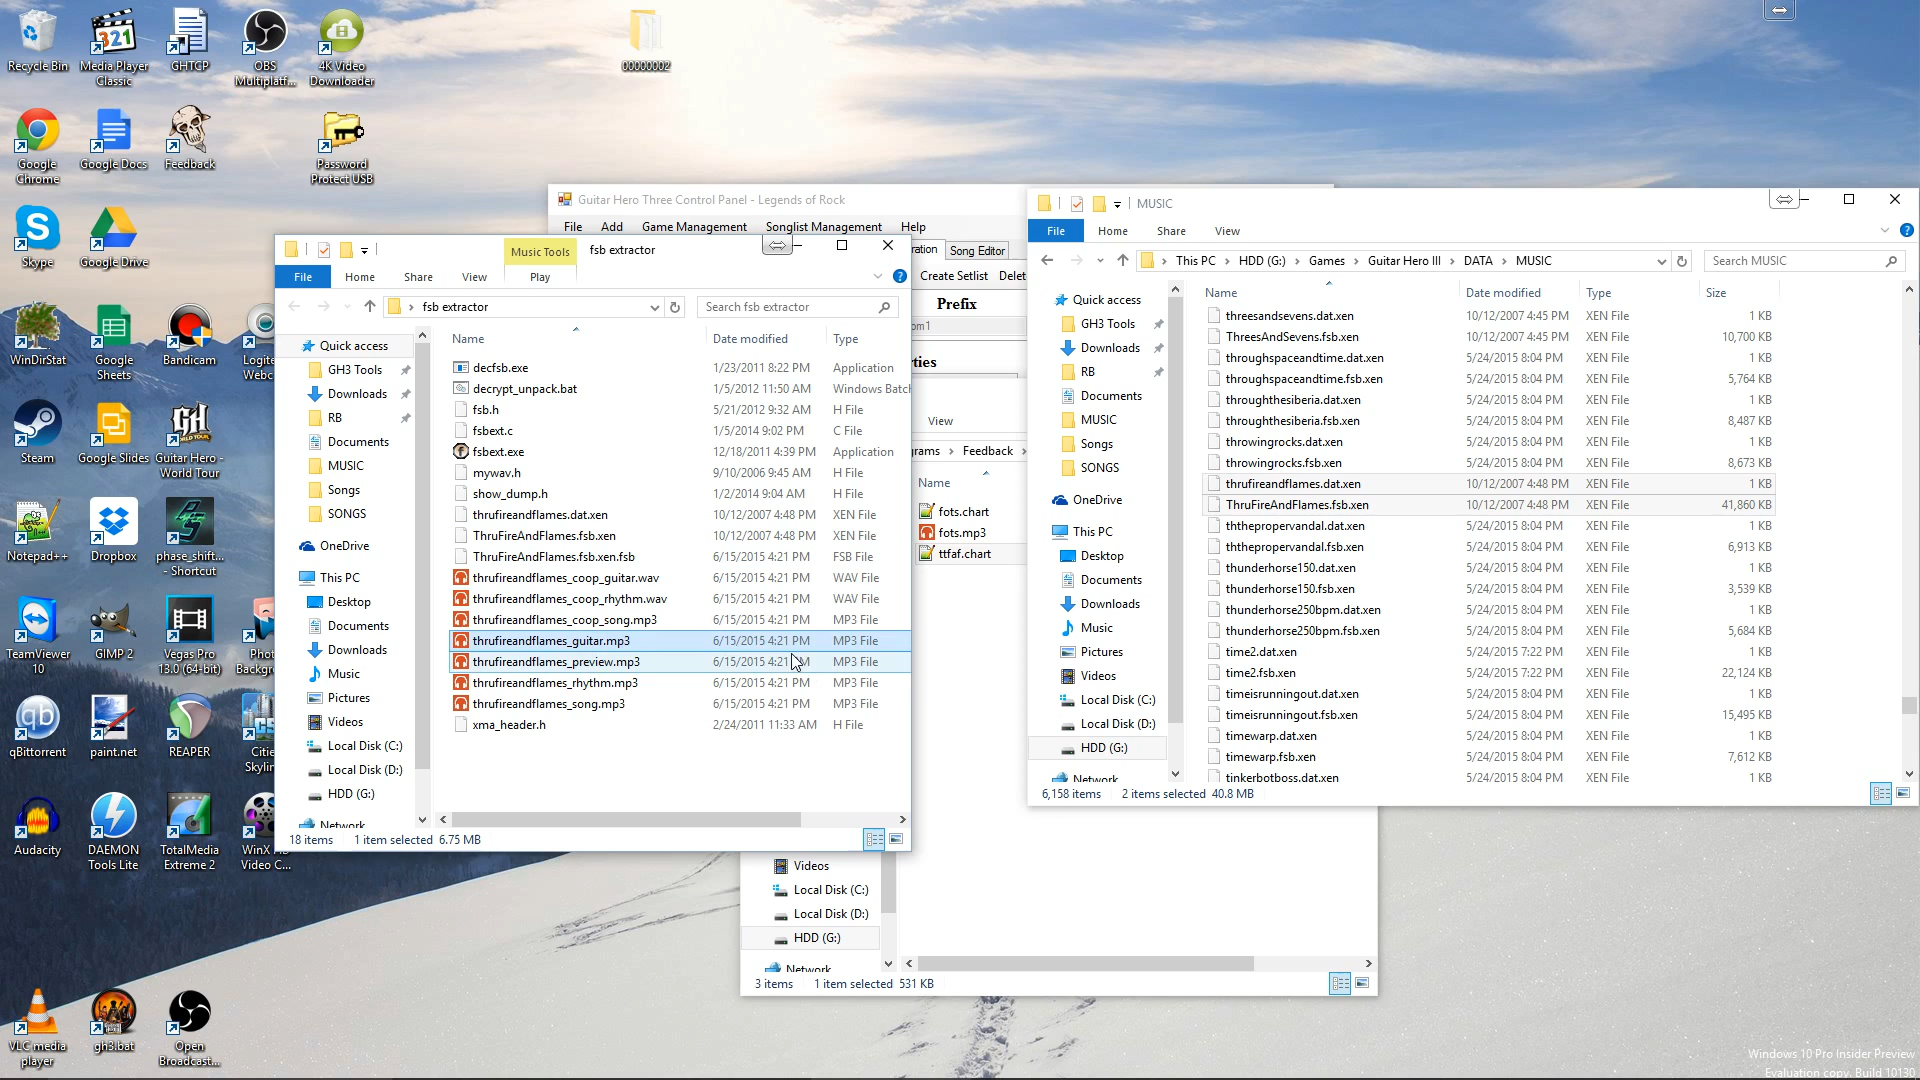 Recycle Bin
Media Player
Classic
GHTCP
OBS
Multiplatf...
4K Video
Downloader
00000002
Google
Chrome
Google Docs
Feedback
Password
Protect USB
Skype
Google Drive
WinDirStat
Google
Sheets
Bandicam
Logite
Webc
Steam
Google Slides
Guitar Hero -
World Tour
Notepad++
Dropbox
phase_shift...
- Shortcut
TeamViewer
10
GIMP 2
Vegas Pro
13.0 (64-bit)
Phot
Backgr
qBittorrent
paint.net
REAPER
Citie
Skylin
Audacity
DAEMON
Tools Lite
TotalMedia
Extreme 2
Video C...
VLC media
player
gh3.bat
Open
Broadcast...
Guitar Hero Three Control Panel - Legends of Rock
File Add Game Management Songlist Management Help
ration Song Editor
Create Setlist Delet
Prefix
om1
rties
View
rams > Feedback >
Name
fots.chart
fots.mp3
ttfaf.chart
Videos
Local Disk (C:)
Local Disk (D:)
HDD (G:)
Network
3 items 1 item selected 531 KB
Music Tools fsb extractor
File Home Share View Play
fsb extractor
Search fsb extractor
Quick access
GH3 Tools
Downloads
RB
Documents
MUSIC
Songs
SONGS
OneDrive
This PC
Desktop
Documents
Downloads
Music
Pictures
Videos
Local Disk (C:)
Local Disk (D:)
HDD (G:)
Network
Name Date modified Type
decfsb.exe 1/23/2011 8:22 PM Application
decrypt_unpack.bat 1/5/2012 11:50 AM Windows Batch
fsb.h 5/21/2012 9:32 AM H File
fsbext.c 1/5/2014 9:02 PM C File
fsbext.exe 12/18/2011 4:39 PM Application
mywav.h 9/10/2006 9:45 AM H File
show_dump.h 1/2/2014 9:04 AM H File
thrufireandflames.dat.xen 10/12/2007 4:48 PM XEN File
ThruFireAndFlames.fsb.xen 10/12/2007 4:48 PM XEN File
ThruFireAndFlames.fsb.xen.fsb 6/15/2015 4:21 PM FSB File
thrufireandflames_coop_guitar.wav 6/15/2015 4:21 PM WAV File
thrufireandflames_coop_rhythm.wav 6/15/2015 4:21 PM WAV File
thrufireandflames_coop_song.mp3 6/15/2015 4:21 PM MP3 File
thrufireandflames_guitar.mp3 6/15/2015 4:21 PM MP3 File
thrufireandflames_preview.mp3 6/15/2015 4:21 PM MP3 File
thrufireandflames_rhythm.mp3 6/15/2015 4:21 PM MP3 File
thrufireandflames_song.mp3 6/15/2015 4:21 PM MP3 File
xma_header.h 2/24/2011 11:33 AM H File
18 items 1 item selected 6.75 MB
MUSIC
File Home Share View
This PC > HDD (G:) > Games > Guitar Hero III > DATA > MUSIC
Search MUSIC
Quick access
GH3 Tools
Downloads
RB
Documents
MUSIC
Songs
SONGS
OneDrive
This PC
Desktop
Documents
Downloads
Music
Pictures
Videos
Local Disk (C:)
Local Disk (D:)
HDD (G:)
Network
Name Date modified Type Size
threesandsevens.dat.xen 10/12/2007 4:45 PM XEN File 1 KB
ThreesAndSevens.fsb.xen 10/12/2007 4:45 PM XEN File 10,700 KB
throughspaceandtime.dat.xen 5/24/2015 8:04 PM XEN File 1 KB
throughspaceandtime.fsb.xen 5/24/2015 8:04 PM XEN File 5,764 KB
throughthesiberia.dat.xen 5/24/2015 8:04 PM XEN File 1 KB
throughthesiberia.fsb.xen 5/24/2015 8:04 PM XEN File 8,487 KB
throwingrocks.dat.xen 5/24/2015 8:04 PM XEN File 1 KB
throwingrocks.fsb.xen 5/24/2015 8:04 PM XEN File 8,673 KB
thrufireandflames.dat.xen 10/12/2007 4:48 PM XEN File 1 KB
ThruFireAndFlames.fsb.xen 10/12/2007 4:48 PM XEN File 41,860 KB
ththepropervandal.dat.xen 5/24/2015 8:04 PM XEN File 1 KB
ththepropervandal.fsb.xen 5/24/2015 8:04 PM XEN File 6,913 KB
thunderhorse150.dat.xen 5/24/2015 8:04 PM XEN File 1 KB
thunderhorse150.fsb.xen 5/24/2015 8:04 PM XEN File 3,539 KB
thunderhorse250bpm.dat.xen 5/24/2015 8:04 PM XEN File 1 KB
thunderhorse250bpm.fsb.xen 5/24/2015 8:04 PM XEN File 5,684 KB
time2.dat.xen 5/24/2015 7:22 PM XEN File 1 KB
time2.fsb.xen 5/24/2015 7:22 PM XEN File 22,124 KB
timeisrunningout.dat.xen 5/24/2015 8:04 PM XEN File 1 KB
timeisrunningout.fsb.xen 5/24/2015 8:04 PM XEN File 15,495 KB
timewarp.dat.xen 5/24/2015 8:04 PM XEN File 1 KB
timewarp.fsb.xen 5/24/2015 8:04 PM XEN File 7,612 KB
tinkerbotboss.dat.xen 5/24/2015 8:04 PM XEN File 1 KB
6,158 items 2 items selected 40.8 MB
Windows 10 Pro Insider Preview
Evaluation copy. Build 10130